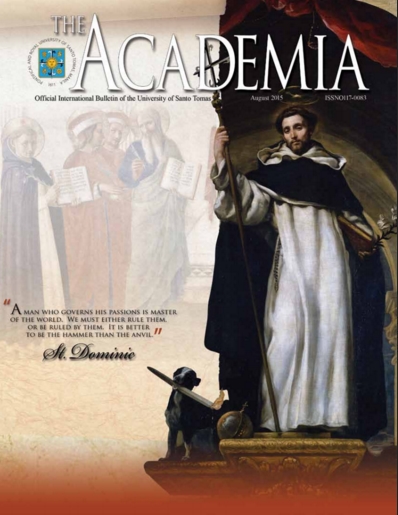 THE
ACADEMIA
Official International Bulletin of the University of Santo Tomas
August 2015
ISSNO117-0083
"A MAN WHO GOVERNS HIS PASSIONS IS MASTER
OF THE WORLD. WE MUST EITHER RULE THEM,
OR BE RULED BY THEM. IT IS BETTER
TO BE THE HAMMER THAN THE ANVIL."
St. Dominic